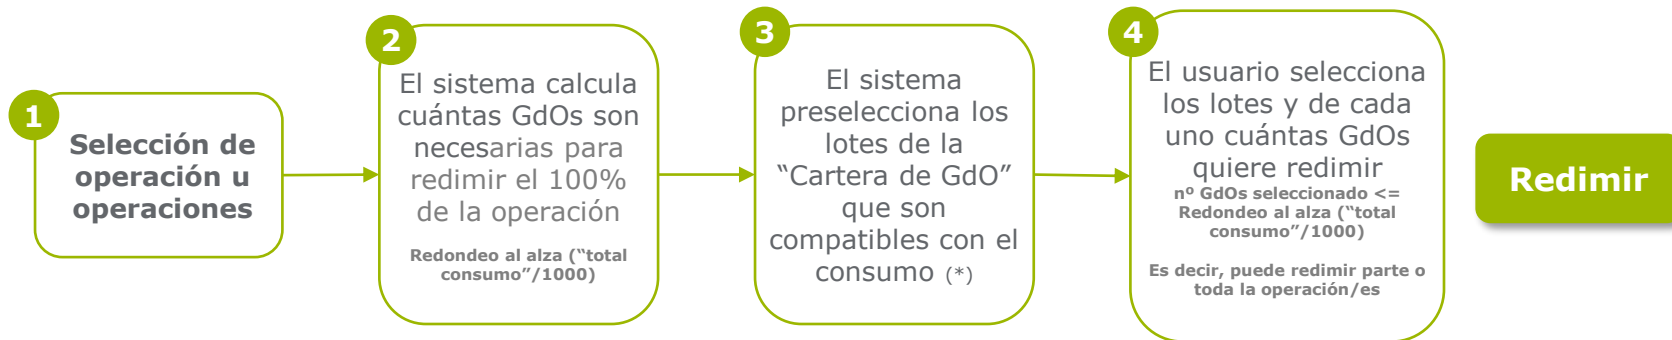 1
Selección de
operación u
operaciones
2
El sistema calcula
cuántas GdOs son
necesarias para
redimir el 100%
de la operación
Redondeo al alza (“total
consumo”/1000)
3
El sistema
preselecciona los
lotes de la
“Cartera de GdO”
que son
compatibles con el
consumo (*)
4
El usuario selecciona
los lotes y de cada
uno cuántas GdOs
quiere redimir
nº GdOs seleccionado <=
Redondeo al alza (“total
consumo”/1000)
Es decir, puede redimir parte o
toda la operación/es
Redimir